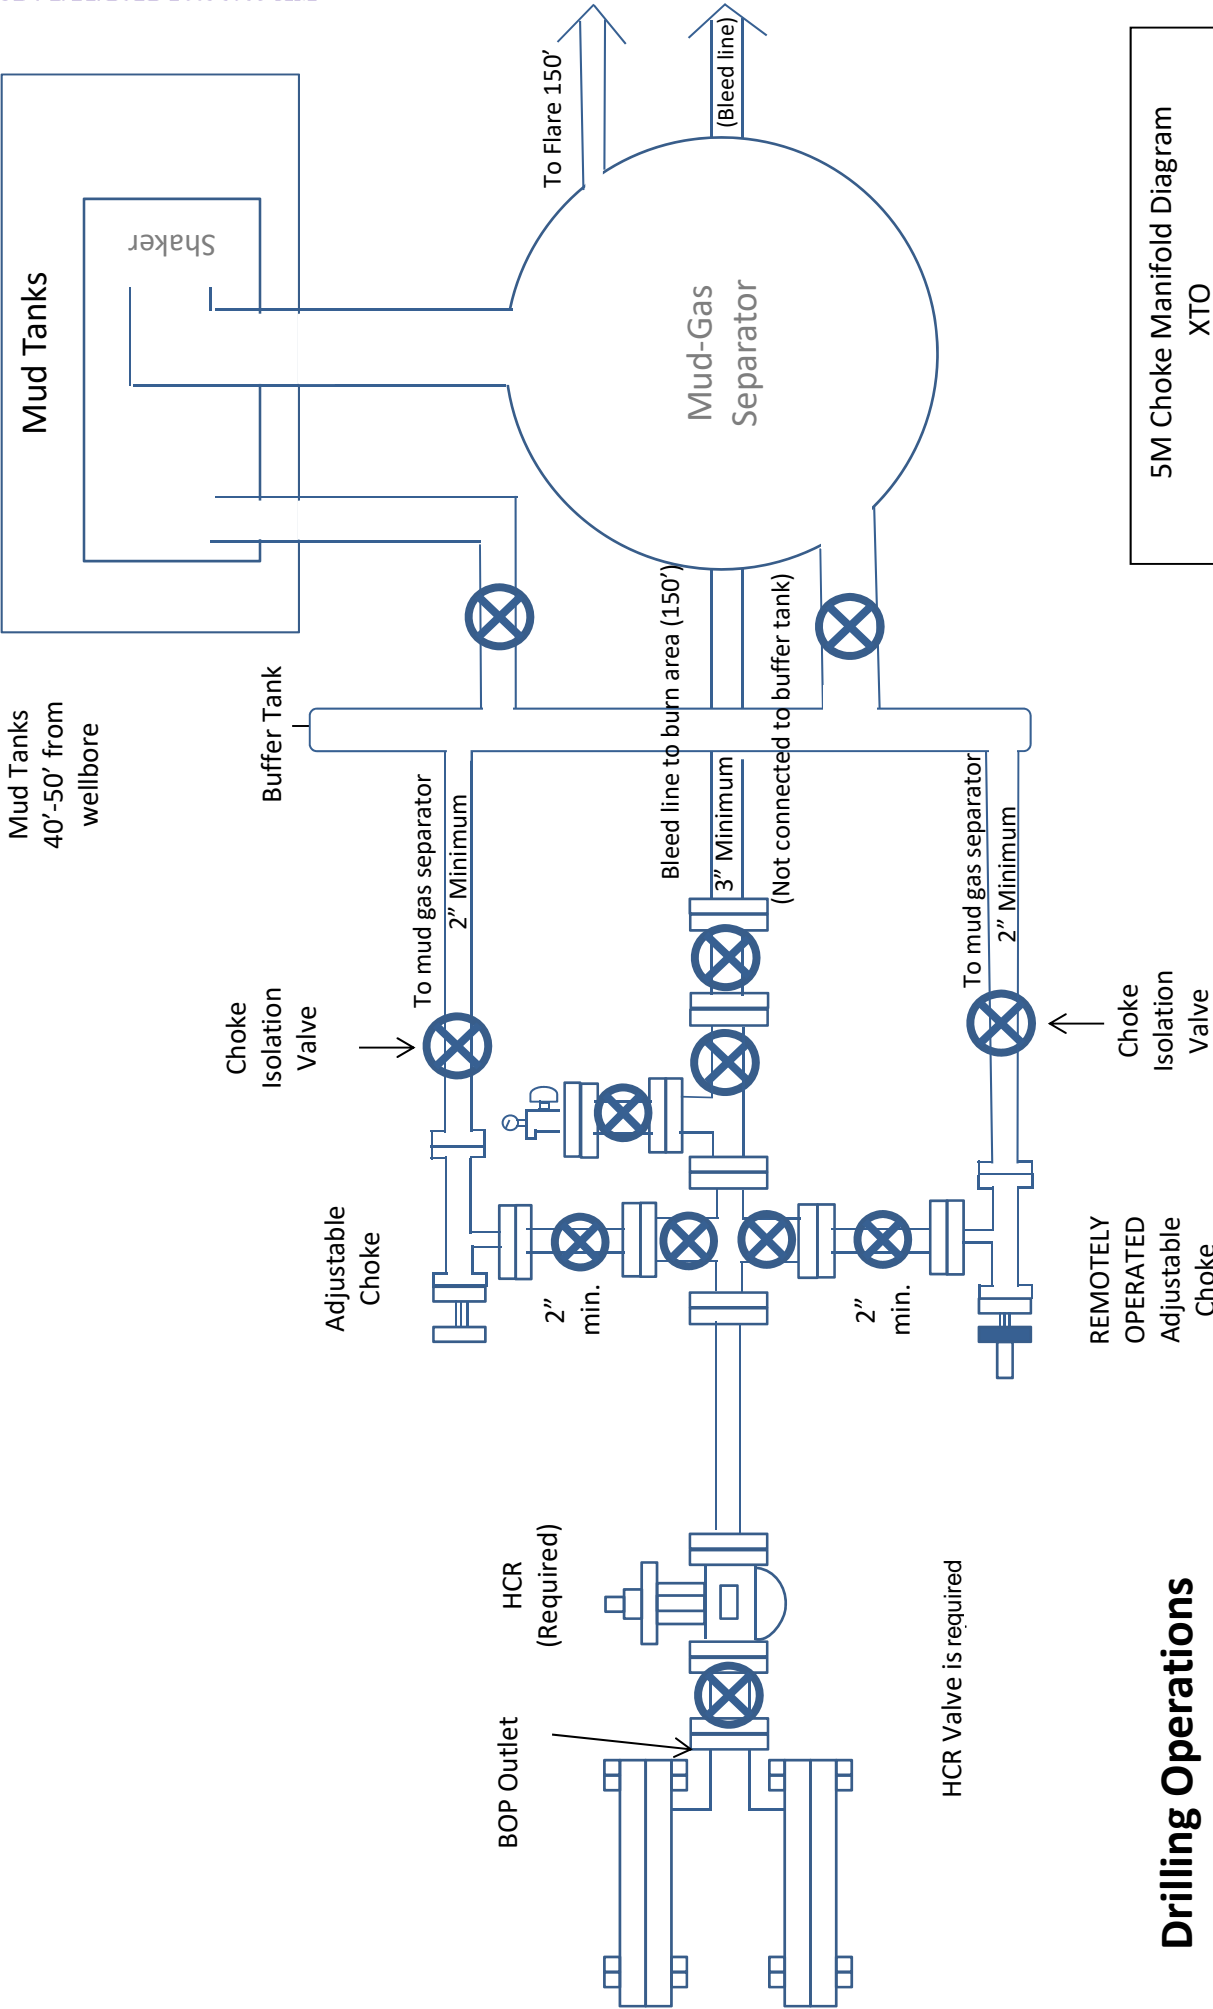 Mud Tanks
Shaker
Mud Tanks
40’-50’ from
wellbore
To Flare 150’
(Bleed line)
Mud-Gas
Separator
Buffer Tank
Bleed line to burn area (150’)
3” Minimum
(Not connected to buffer tank)
To mud gas separator
2” Minimum
To mud gas separator
2” Minimum
Choke
Isolation
Valve
Choke
Isolation
Valve
Adjustable
Choke
2”
min.
2”
min.
REMOTELY
OPERATED
Adjustable
Choke
HCR
(Required)
BOP Outlet
HCR Valve is required
Drilling Operations
5M Choke Manifold Diagram
XTO